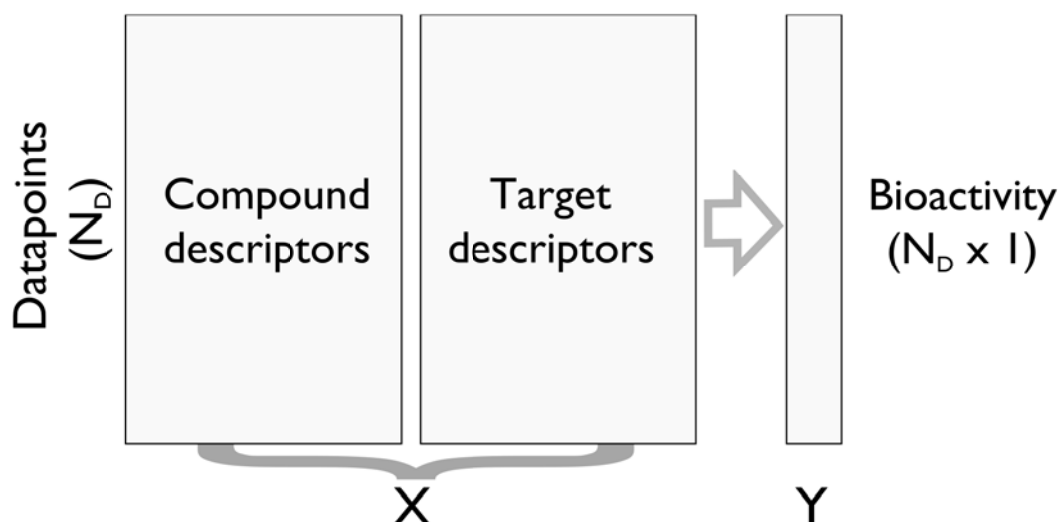 Datapoints
(N_D)
Compound
descriptors
Target
descriptors
Bioactivity
(N_D x 1)
X
Y